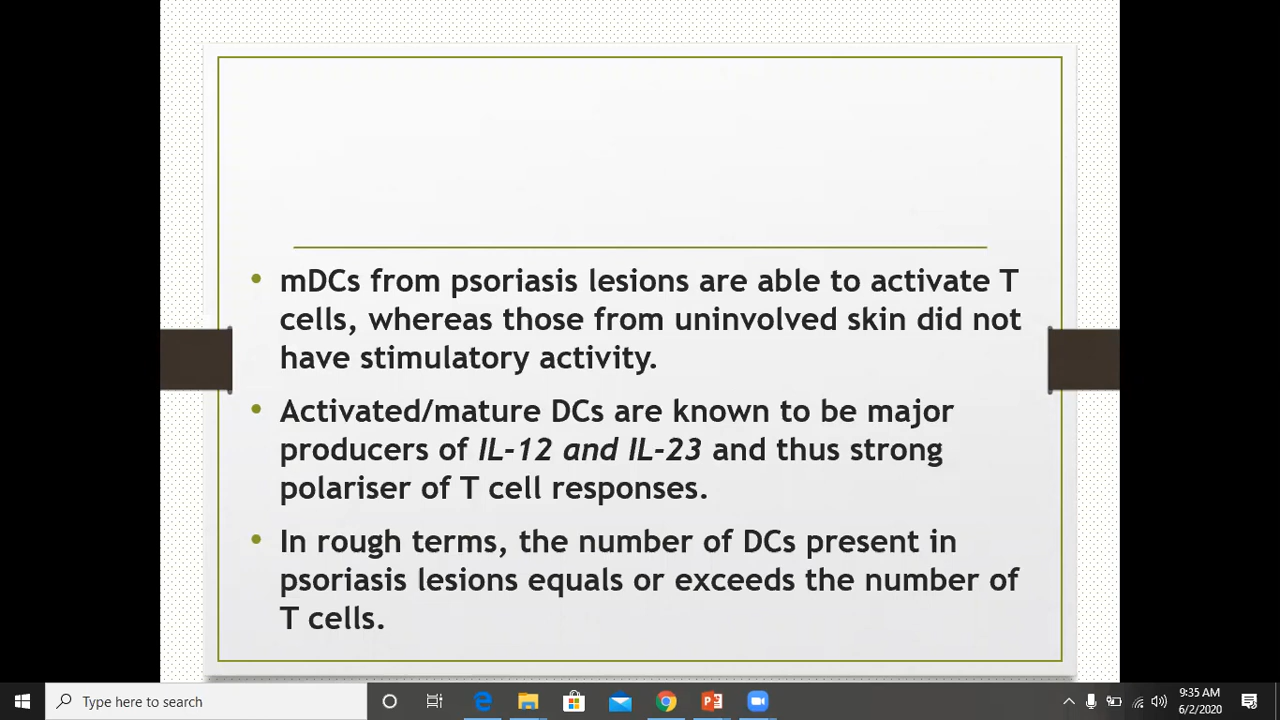 • mDCs from psoriasis lesions are able to activate T
cells, whereas those from uninvolved skin did not
have stimulatory activity.
• Activated/mature DCs are known to be major
producers of IL-12 and IL-23 and thus strong
polariser of T cell responses.
• In rough terms, the number of DCs present in
psoriasis lesions equals or exceeds the number of
T cells.
Type here to search
9:35 AM
6/2/2020